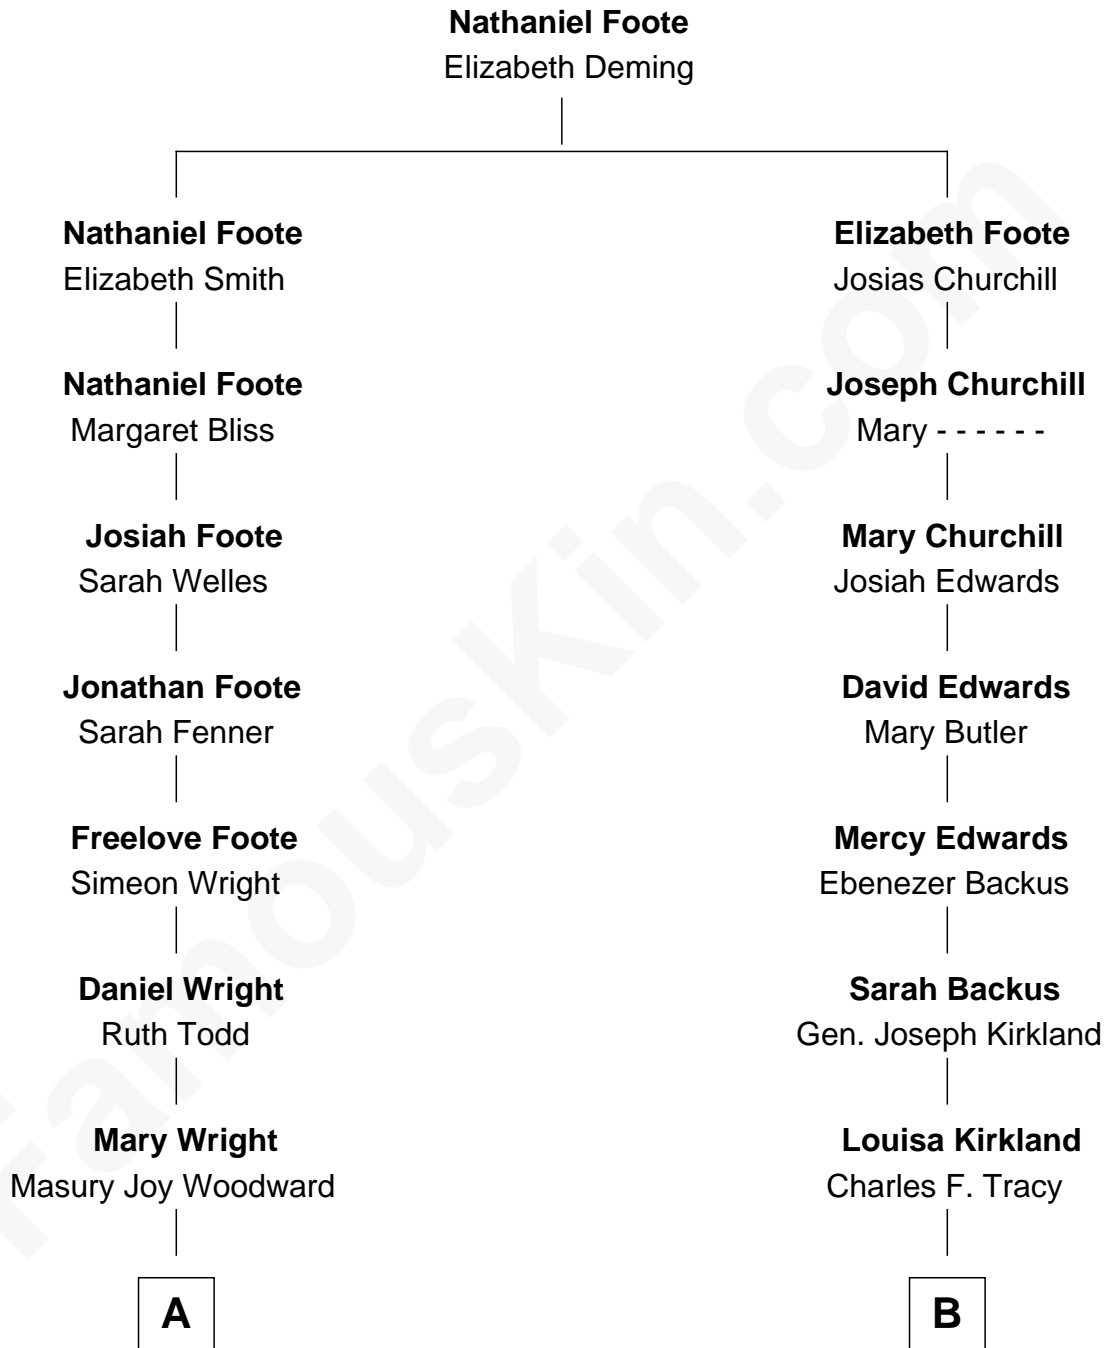 Nathaniel Foote
Elizabeth Deming
Nathaniel Foote
Elizabeth Smith
Elizabeth Foote
Josias Churchill
Nathaniel Foote
Margaret Bliss
Joseph Churchill
Mary - - - - - -
Josiah Foote
Sarah Welles
Mary Churchill
Josiah Edwards
Jonathan Foote
Sarah Fenner
David Edwards
Mary Butler
Freelove Foote
Simeon Wright
Mercy Edwards
Ebenezer Backus
Daniel Wright
Ruth Todd
Sarah Backus
Gen. Joseph Kirkland
Mary Wright
Masury Joy Woodward
Louisa Kirkland
Charles F. Tracy
A
B
FamousKin.com